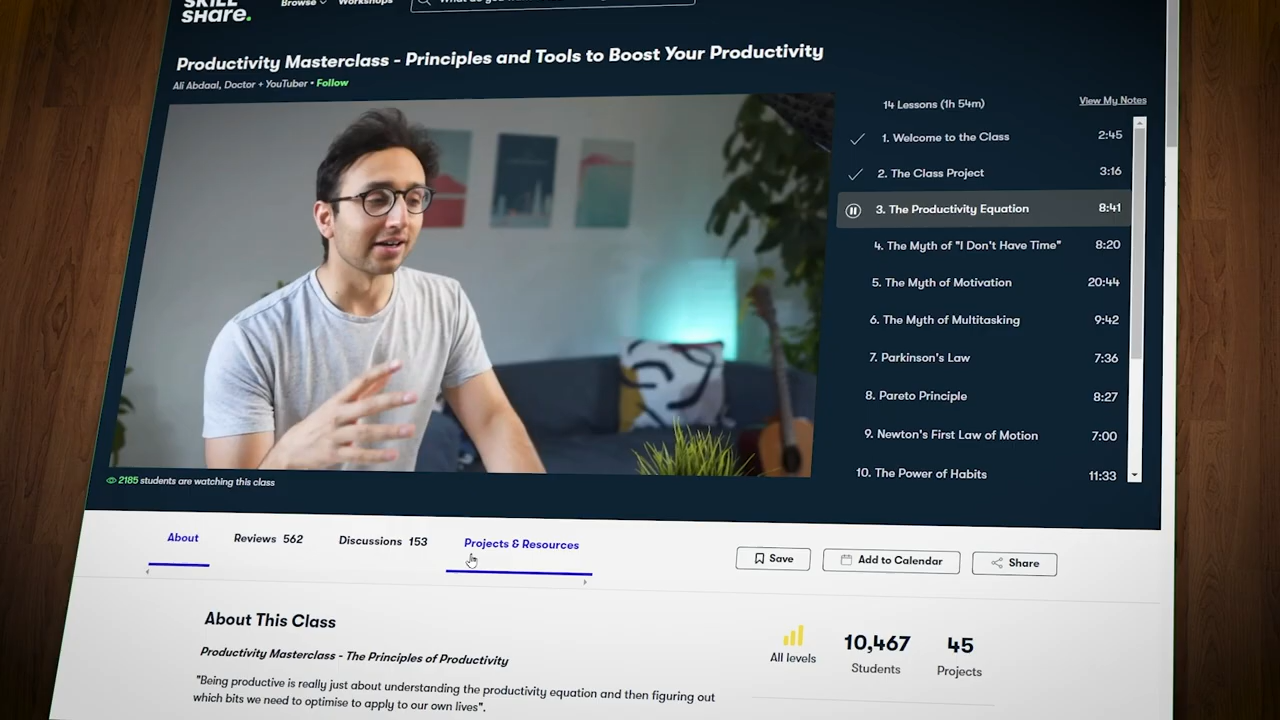 SKILL
SHare.
Browse
Workshops
Productivity Masterclass - Principles and Tools to Boost Your Productivity
Ali Abdaal, Doctor + YouTuber • Follow
14 Lessons (1h 54m)
View My Notes
1. Welcome to the Class 2:45
2. The Class Project 3:16
3. The Productivity Equation 8:41
4. The Myth of "I Don't Have Time" 8:20
5. The Myth of Motivation 20:44
6. The Myth of Multitasking 9:42
7. Parkinson's Law 7:36
8. Pareto Principle 8:27
9. Newton's First Law of Motion 7:00
10. The Power of Habits 11:33
2185 students are watching this class
About Reviews 562 Discussions 153 Projects & Resources
Save Add to Calendar Share
About This Class
Productivity Masterclass - The Principles of Productivity
"Being productive is really just about understanding the productivity equation and then figuring out
which bits we need to optimise to apply to our own lives".
All levels
10,467
Students
45
Projects